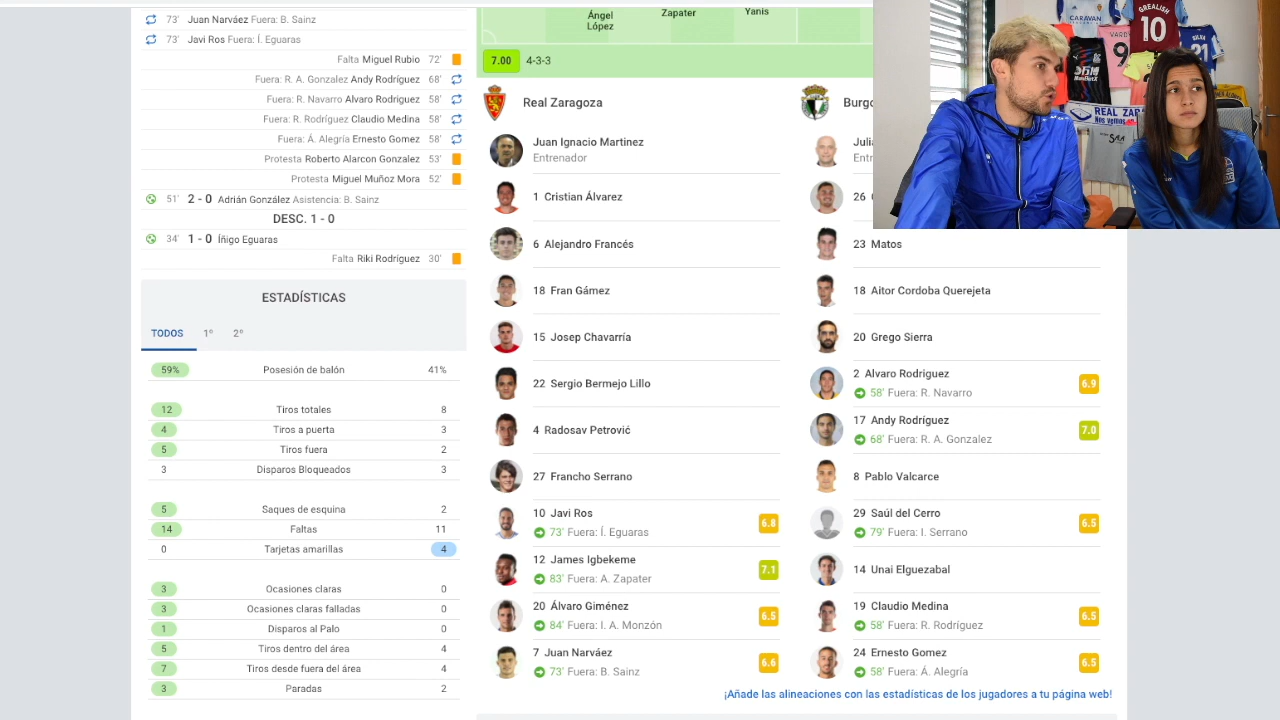 73' Juan Narváez Fuera: B. Sainz
73' Javi Ros Fuera: Í. Eguaras
Falta Miguel Rubio 72'
Fuera: R. A. Gonzalez Andy Rodríguez 68'
Fuera: R. Navarro Alvaro Rodriguez 58'
Fuera: R. Rodríguez Claudio Medina 58'
Fuera: Á. Alegría Ernesto Gomez 58'
Protesta Roberto Alarcon Gonzalez 53'
Protesta Miguel Muñoz Mora 52'
51' 2 - 0 Adrián González Asistencia: B. Sainz
DESC. 1 - 0
34' 1 - 0 Íñigo Eguaras
Falta Riki Rodríguez 30'
ESTADÍSTICAS
TODOS 1º 2º
59% Posesión de balón 41%
12 Tiros totales 8
4 Tiros a puerta 3
5 Tiros fuera 2
3 Disparos Bloqueados 3
5 Saques de esquina 2
14 Faltas 11
0 Tarjetas amarillas 4
3 Ocasiones claras 0
3 Ocasiones claras falladas 0
1 Disparos al Palo 0
5 Tiros dentro del área 4
7 Tiros desde fuera del área 4
3 Paradas 2
Ángel
López
Zapater
Yanis
7.00 4-3-3
Real Zaragoza
Juan Ignacio Martinez
Entrenador
1 Cristian Álvarez
6 Alejandro Francés
18 Fran Gámez
15 Josep Chavarría
22 Sergio Bermejo Lillo
4 Radosav Petrović
27 Francho Serrano
10 Javi Ros
73' Fuera: Í. Eguaras 6.8
12 James Igbekeme
83' Fuera: A. Zapater 7.1
20 Álvaro Giménez
84' Fuera: I. A. Monzón 6.5
7 Juan Narváez
73' Fuera: B. Sainz 6.6
Burgo
Julia
Entre
26
23 Matos
18 Aitor Cordoba Querejeta
20 Grego Sierra
2 Alvaro Rodriguez
58' Fuera: R. Navarro 6.9
17 Andy Rodríguez
68' Fuera: R. A. Gonzalez 7.0
8 Pablo Valcarce
29 Saúl del Cerro
79' Fuera: I. Serrano 6.5
14 Unai Elguezabal
19 Claudio Medina
58' Fuera: R. Rodríguez 6.5
24 Ernesto Gomez
58' Fuera: Á. Alegría 6.5
¡Añade las alineaciones con las estadísticas de los jugadores a tu página web!
CARAVAN
GREALISH
10
VARDY
9
SILVA
21
REAL ZARAG